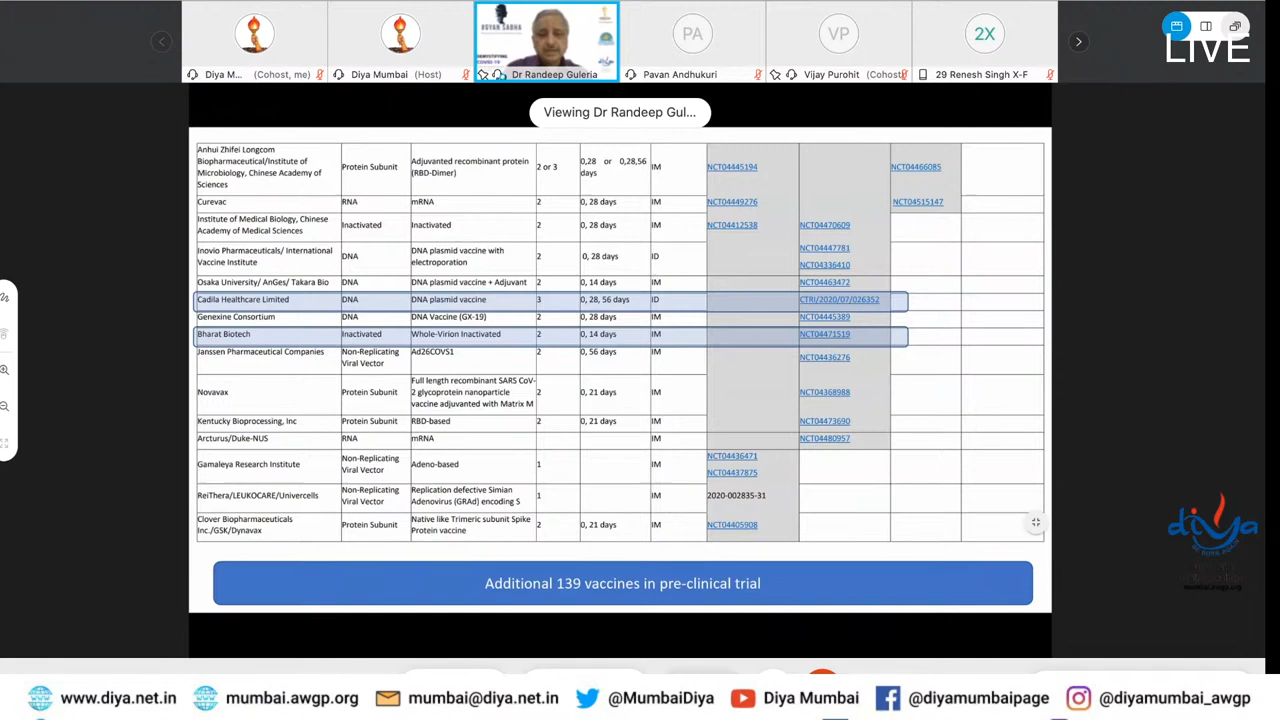 LIVE
GYAN SABHA
PA
VP
2X
Diya M... (Cohost, me)
Diya Mumbai (Host)
Dr Randeep Guleria
Pavan Andhukuri
Vijay Purohit (Cohost)
29 Renesh Singh X-F
Viewing Dr Randeep Gul...
Anhui Zhifei Longcom Biopharmaceutical/Institute of Microbiology, Chinese Academy of Sciences Protein Subunit Adjuvanted recombinant protein (RBD-Dimer) 2 or 3 0,28 or 0,28,56 days IM NCT04445194 NCT04466085
Curevac RNA mRNA 2 0, 28 days IM NCT04449276 NCT04515147
Institute of Medical Biology, Chinese Academy of Medical Sciences Inactivated Inactivated 2 0, 28 days IM NCT04412538 NCT04470609
Inovio Pharmaceuticals/ International Vaccine Institute DNA DNA plasmid vaccine with electroporation 2 0, 28 days ID NCT04447781 NCT04336410
Osaka University/ AnGes/ Takara Bio DNA DNA plasmid vaccine + Adjuvant 2 0, 14 days IM NCT04463472
Cadila Healthcare Limited DNA DNA plasmid vaccine 3 0, 28, 56 days ID CTRI/2020/07/026352
Genexine Consortium DNA DNA Vaccine (GX-19) 2 0, 28 days IM NCT04445389
Bharat Biotech Inactivated Whole-Virion Inactivated 2 0, 14 days IM NCT04471519
Janssen Pharmaceutical Companies Non-Replicating Viral Vector Ad26COVS1 2 0, 56 days IM NCT04436276
Novavax Protein Subunit Full length recombinant SARS CoV-2 glycoprotein nanoparticle vaccine adjuvanted with Matrix M 2 0, 21 days IM NCT04368988
Kentucky Bioprocessing, Inc Protein Subunit RBD-based 2 0, 21 days IM NCT04473690
Arcturus/Duke-NUS RNA mRNA IM NCT04480957
Gamaleya Research Institute Non-Replicating Viral Vector Adeno-based 1 IM NCT04436471 NCT04437875
ReiThera/LEUKOCARE/Univercells Non-Replicating Viral Vector Replication defective Simian Adenovirus (GRAd) encoding S 1 IM 2020-002835-31
Clover Biopharmaceuticals Inc./GSK/Dynavax Protein Subunit Native like Trimeric subunit Spike Protein vaccine 2 0, 21 days IM NCT04405908
Additional 139 vaccines in pre-clinical trial
diya
mumbai.awgp.org
www.diya.net.in mumbai.awgp.org mumbai@diya.net.in @MumbaiDiya Diya Mumbai @diyamumbaipage @diyamumbai_awgp